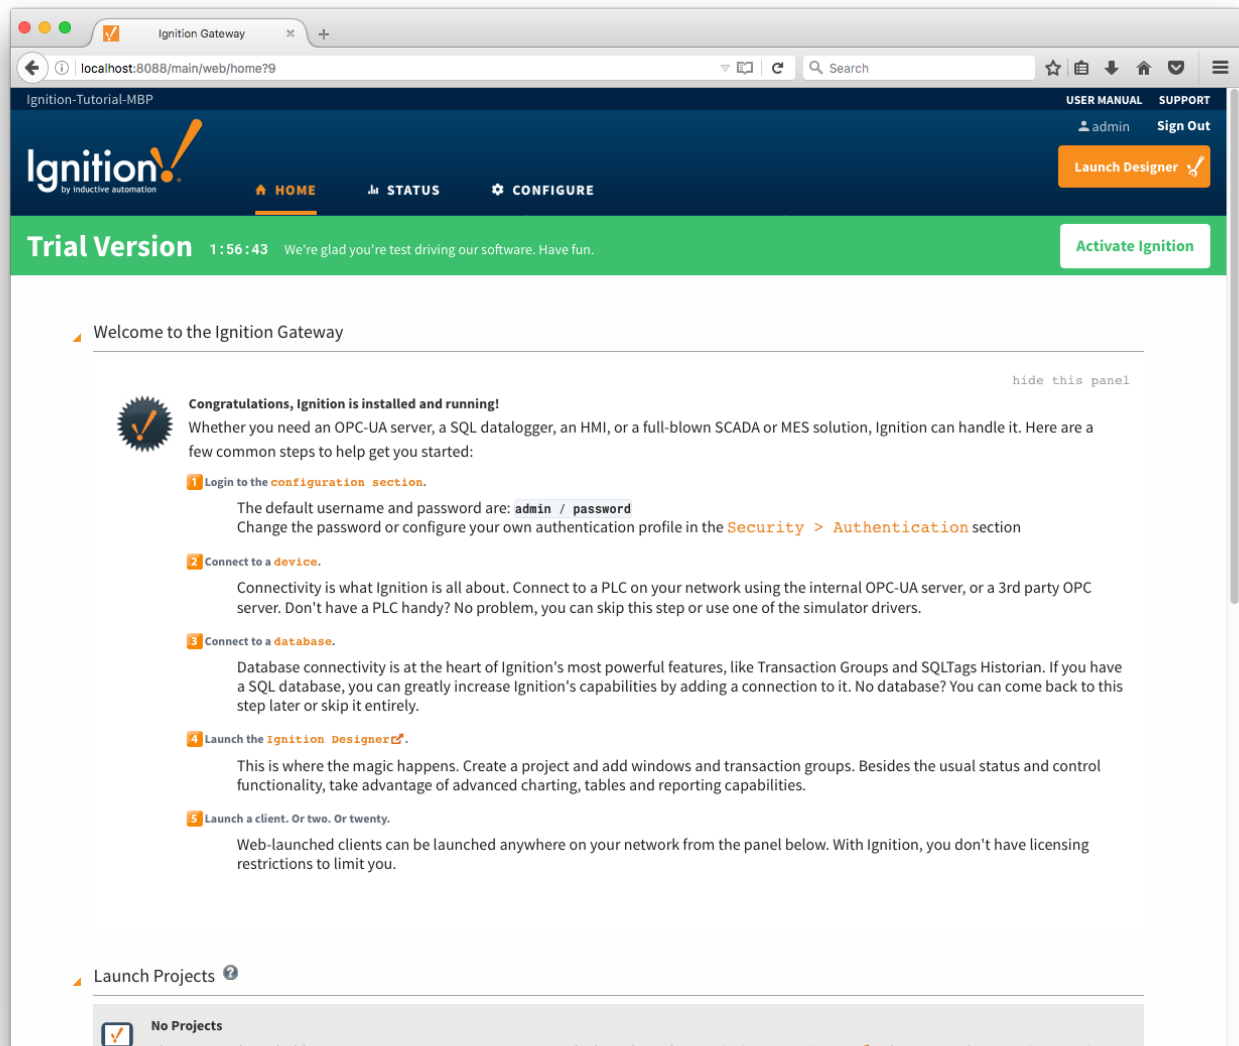 Ignition Gateway
localhost:8088/main/web/home?9
Search
Ignition-Tutorial-MBP
USER MANUAL SUPPORT
admin Sign Out
Ignition!
by inductive automation
HOME STATUS CONFIGURE
Launch Designer
Trial Version 1:56:43 We're glad you're test driving our software. Have fun.
Activate Ignition
Welcome to the Ignition Gateway
hide this panel
Congratulations, Ignition is installed and running!
Whether you need an OPC-UA server, a SQL datalogger, an HMI, or a full-blown SCADA or MES solution, Ignition can handle it. Here are a
few common steps to help get you started:
1 Login to the configuration section.
The default username and password are: admin / password
Change the password or configure your own authentication profile in the Security > Authentication section
2 Connect to a device.
Connectivity is what Ignition is all about. Connect to a PLC on your network using the internal OPC-UA server, or a 3rd party OPC
server. Don't have a PLC handy? No problem, you can skip this step or use one of the simulator drivers.
3 Connect to a database.
Database connectivity is at the heart of Ignition's most powerful features, like Transaction Groups and SQLTags Historian. If you have
a SQL database, you can greatly increase Ignition's capabilities by adding a connection to it. No database? You can come back to this
step later or skip it entirely.
4 Launch the Ignition Designer.
This is where the magic happens. Create a project and add windows and transaction groups. Besides the usual status and control
functionality, take advantage of advanced charting, tables and reporting capabilities.
5 Launch a client. Or two. Or twenty.
Web-launched clients can be launched anywhere on your network from the panel below. With Ignition, you don't have licensing
restrictions to limit you.
Launch Projects ?
No Projects